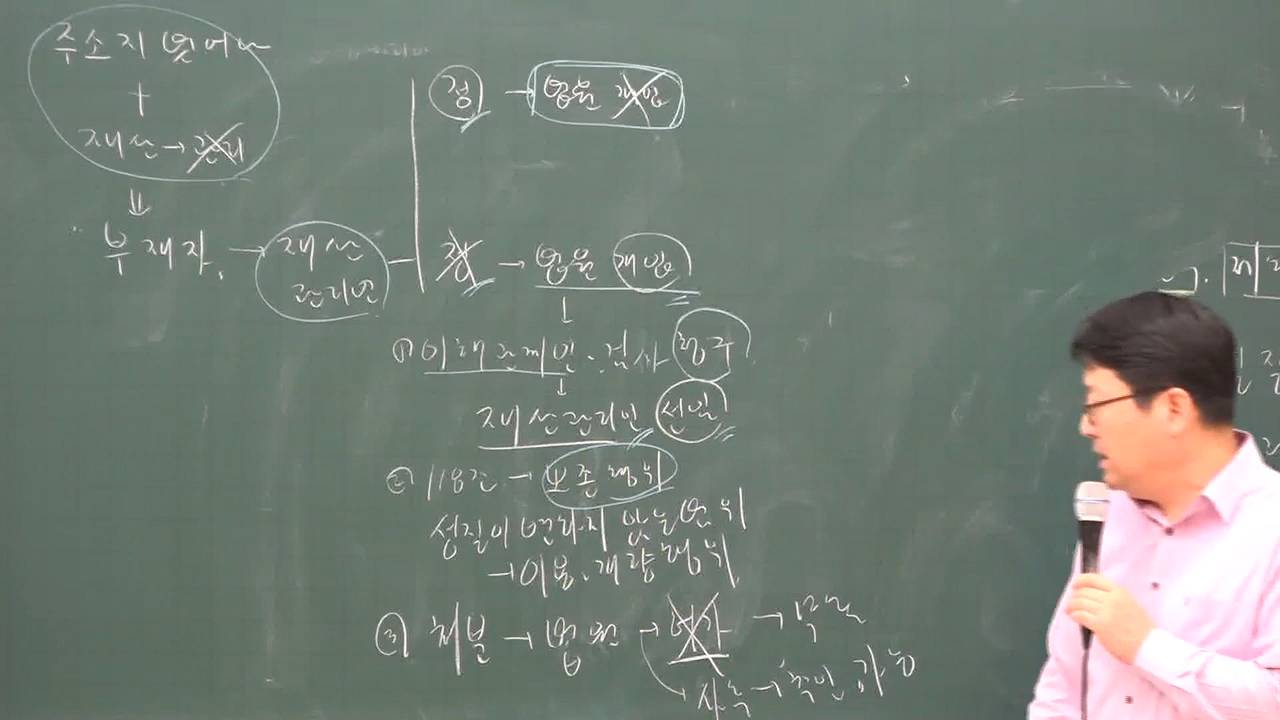 주소지 벗어나
+
재산 → 관리
⇓
부재자 → 재산
관리인
정 → 법원 개입
정 → 법원 개입
↓
① 이해관계인·검사 청구
↓
재산관리인 선임
② 118조 → 보존행위
성질이 변하지 않는 범위
→ 이용·개량행위
③ 처분 → 법원 → 허가 → 무효
사후 → 추인 가능